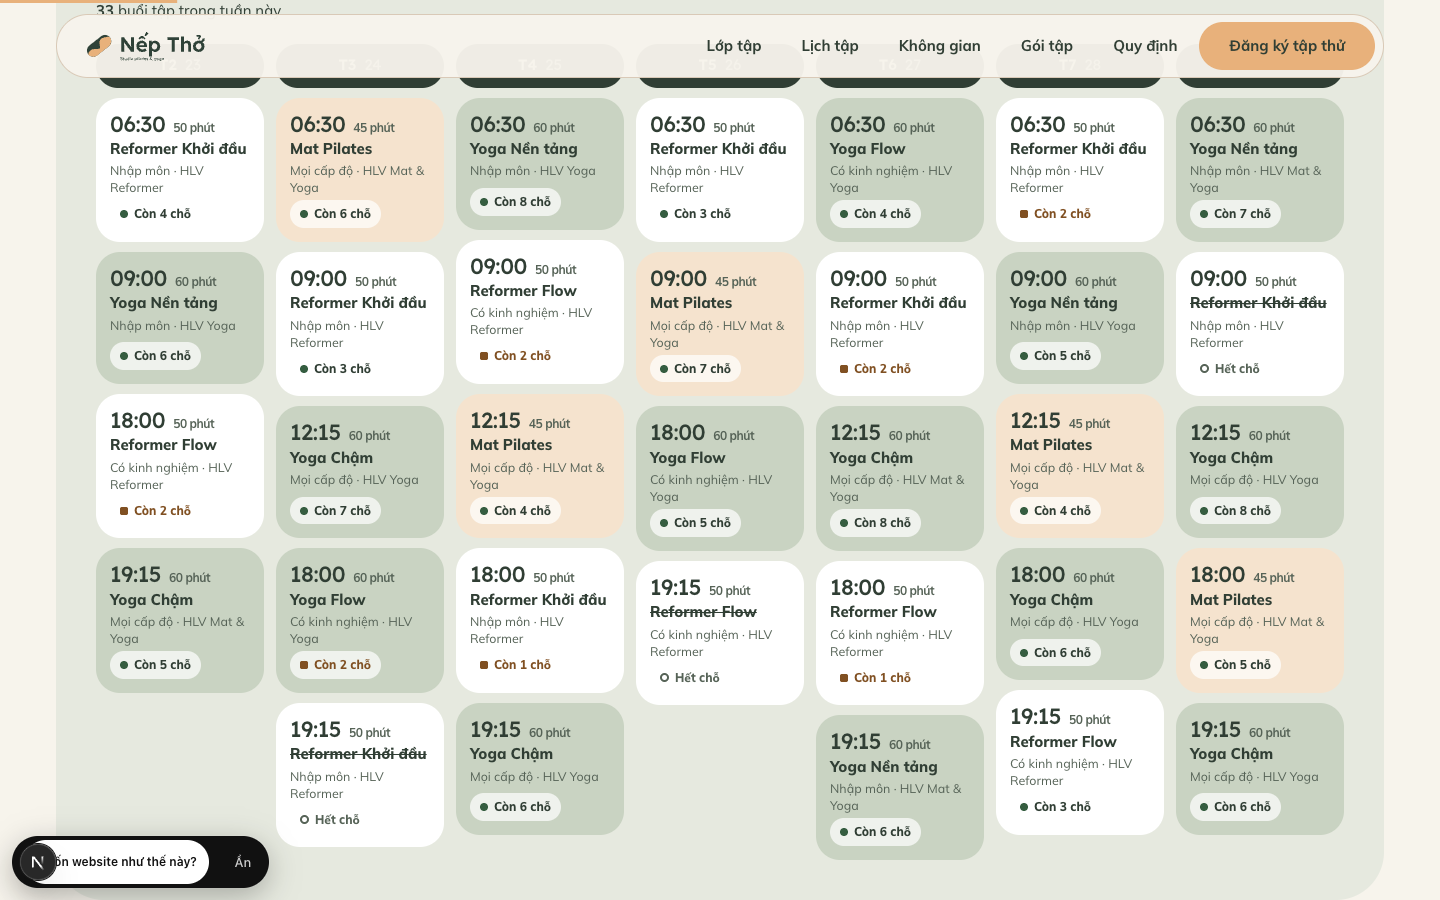 33 buổi tập trong tuần này
Nếp Thở
Studio pilates & yoga
Lớp tập
Lịch tập
Không gian
Gói tập
Quy định
Đăng ký tập thử
T2 23
T3 24
T4 25
T5 26
T6 27
T7 28
06:30 50 phút
Reformer Khởi đầu
Nhập môn · HLV
Reformer
Còn 4 chỗ
09:00 60 phút
Yoga Nền tảng
Nhập môn · HLV Yoga
Còn 6 chỗ
18:00 50 phút
Reformer Flow
Có kinh nghiệm · HLV
Reformer
Còn 2 chỗ
19:15 60 phút
Yoga Chậm
Mọi cấp độ · HLV Mat &
Yoga
Còn 5 chỗ
06:30 45 phút
Mat Pilates
Mọi cấp độ · HLV Mat &
Yoga
Còn 6 chỗ
09:00 50 phút
Reformer Khởi đầu
Nhập môn · HLV
Reformer
Còn 3 chỗ
12:15 60 phút
Yoga Chậm
Mọi cấp độ · HLV Yoga
Còn 7 chỗ
18:00 60 phút
Yoga Flow
Có kinh nghiệm · HLV
Yoga
Còn 2 chỗ
19:15 50 phút
Reformer Khởi đầu
Nhập môn · HLV
Reformer
Hết chỗ
06:30 60 phút
Yoga Nền tảng
Nhập môn · HLV Yoga
Còn 8 chỗ
09:00 50 phút
Reformer Flow
Có kinh nghiệm · HLV
Reformer
Còn 2 chỗ
12:15 45 phút
Mat Pilates
Mọi cấp độ · HLV Mat &
Yoga
Còn 4 chỗ
18:00 50 phút
Reformer Khởi đầu
Nhập môn · HLV
Reformer
Còn 1 chỗ
19:15 60 phút
Yoga Chậm
Mọi cấp độ · HLV Yoga
Còn 6 chỗ
06:30 50 phút
Reformer Khởi đầu
Nhập môn · HLV
Reformer
Còn 3 chỗ
09:00 45 phút
Mat Pilates
Mọi cấp độ · HLV Mat &
Yoga
Còn 7 chỗ
18:00 60 phút
Yoga Flow
Có kinh nghiệm · HLV
Yoga
Còn 5 chỗ
19:15 50 phút
Reformer Flow
Có kinh nghiệm · HLV
Reformer
Hết chỗ
06:30 60 phút
Yoga Flow
Có kinh nghiệm · HLV
Yoga
Còn 4 chỗ
09:00 50 phút
Reformer Khởi đầu
Nhập môn · HLV
Reformer
Còn 2 chỗ
12:15 60 phút
Yoga Chậm
Mọi cấp độ · HLV Mat &
Yoga
Còn 8 chỗ
18:00 50 phút
Reformer Flow
Có kinh nghiệm · HLV
Reformer
Còn 1 chỗ
19:15 60 phút
Yoga Nền tảng
Nhập môn · HLV Mat &
Yoga
Còn 6 chỗ
06:30 50 phút
Reformer Khởi đầu
Nhập môn · HLV
Reformer
Còn 2 chỗ
09:00 60 phút
Yoga Nền tảng
Nhập môn · HLV Yoga
Còn 5 chỗ
12:15 45 phút
Mat Pilates
Mọi cấp độ · HLV Mat &
Yoga
Còn 4 chỗ
18:00 60 phút
Yoga Chậm
Mọi cấp độ · HLV Yoga
Còn 6 chỗ
19:15 50 phút
Reformer Flow
Có kinh nghiệm · HLV
Reformer
Còn 3 chỗ
06:30 60 phút
Yoga Nền tảng
Nhập môn · HLV Mat &
Yoga
Còn 7 chỗ
09:00 50 phút
Reformer Khởi đầu
Nhập môn · HLV
Reformer
Hết chỗ
12:15 60 phút
Yoga Chậm
Mọi cấp độ · HLV Yoga
Còn 8 chỗ
18:00 45 phút
Mat Pilates
Mọi cấp độ · HLV Mat &
Yoga
Còn 5 chỗ
19:15 60 phút
Yoga Chậm
Mọi cấp độ · HLV Yoga
Còn 6 chỗ
N
website như thế này?
Ẩn